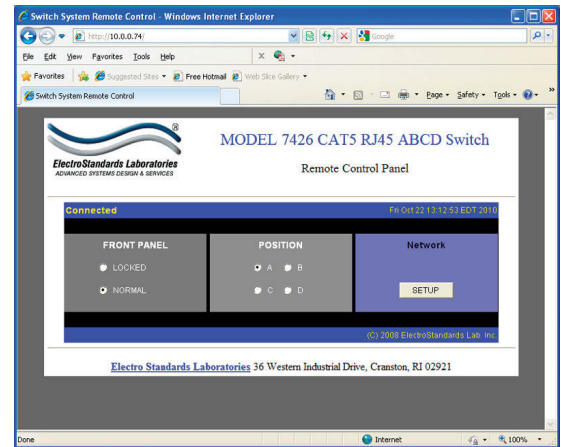 Switch System Remote Control - Windows Internet Explorer
http://10.0.0.74/
Google
File Edit View Favorites Tools Help
Favorites Suggested Sites Free Hotmail Web Slice Gallery
Switch System Remote Control
Page Safety Tools
®
ElectroStandards Laboratories
ADVANCED SYSTEMS DESIGN & SERVICES
MODEL 7426 CAT5 RJ45 ABCD Switch
Remote Control Panel
Connected Fri Oct 22 13:12:53 EDT 2010
FRONT PANEL POSITION Network
LOCKED A B
NORMAL C D SETUP
(C) 2008 ElectroStandards Lab. Inc.
Electro Standards Laboratories 36 Western Industrial Drive, Cranston, RI 02921
Done Internet 100%